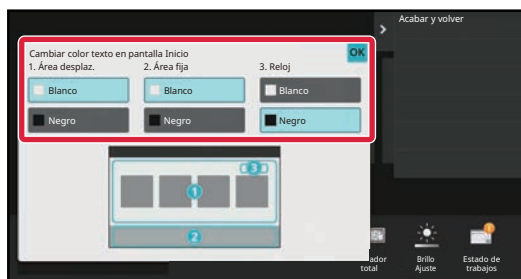 Acabar y volver
Cambiar color texto en pantalla Inicio
OK
1. Área desplaz.
2. Área fija
3. Reloj
Blanco
Blanco
Blanco
Negro
Negro
Negro
3
1
2
total
Brillo
Ajuste
Estado de
trabajos